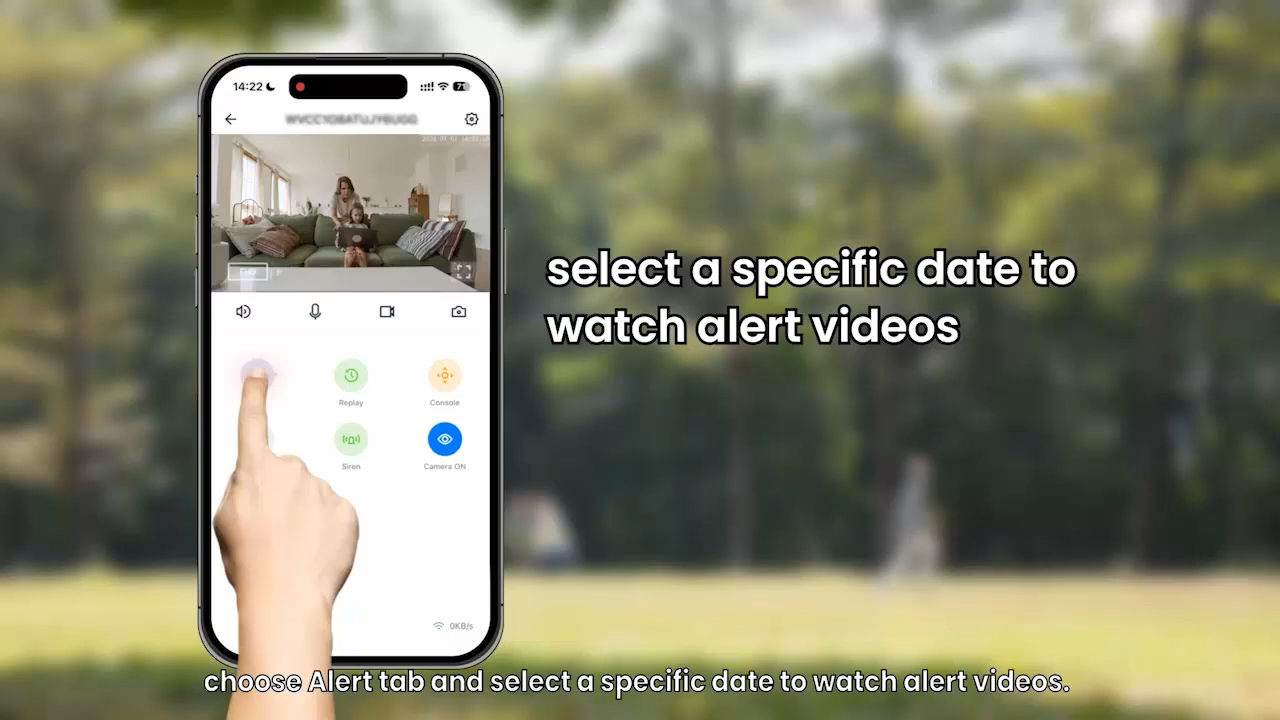 14:22
select a specific date to
watch alert videos
Replay
Console
Siren
Camera ON
0KB/s
choose Alert tab and select a specific date to watch alert videos.